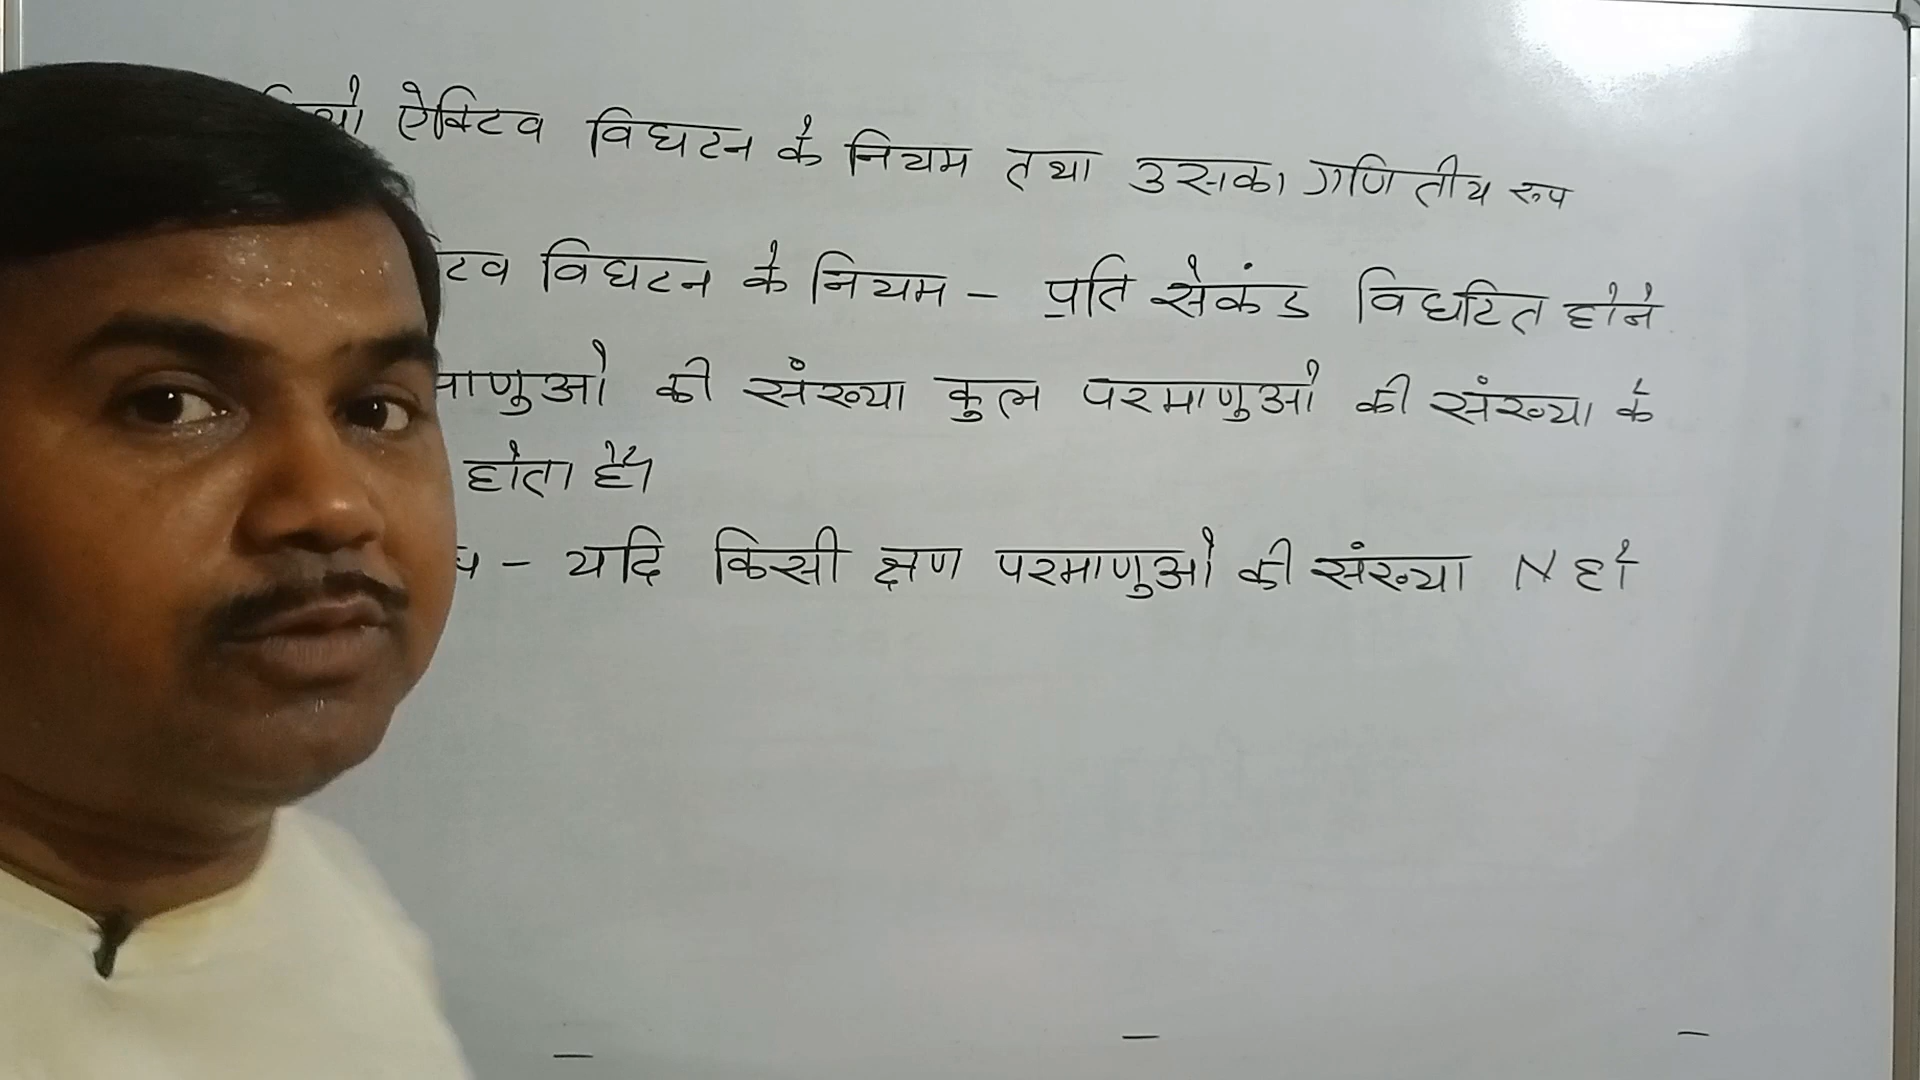 ऐक्टिव विघटन के नियम तथा उसका गणितीय रुप
विघटन के नियम - प्रति सेकंड विघटित होने
की संख्या कुल परमाणुओं की संख्या के
होता है।
- यदि किसी क्षण परमाणुओ की संख्या N हो